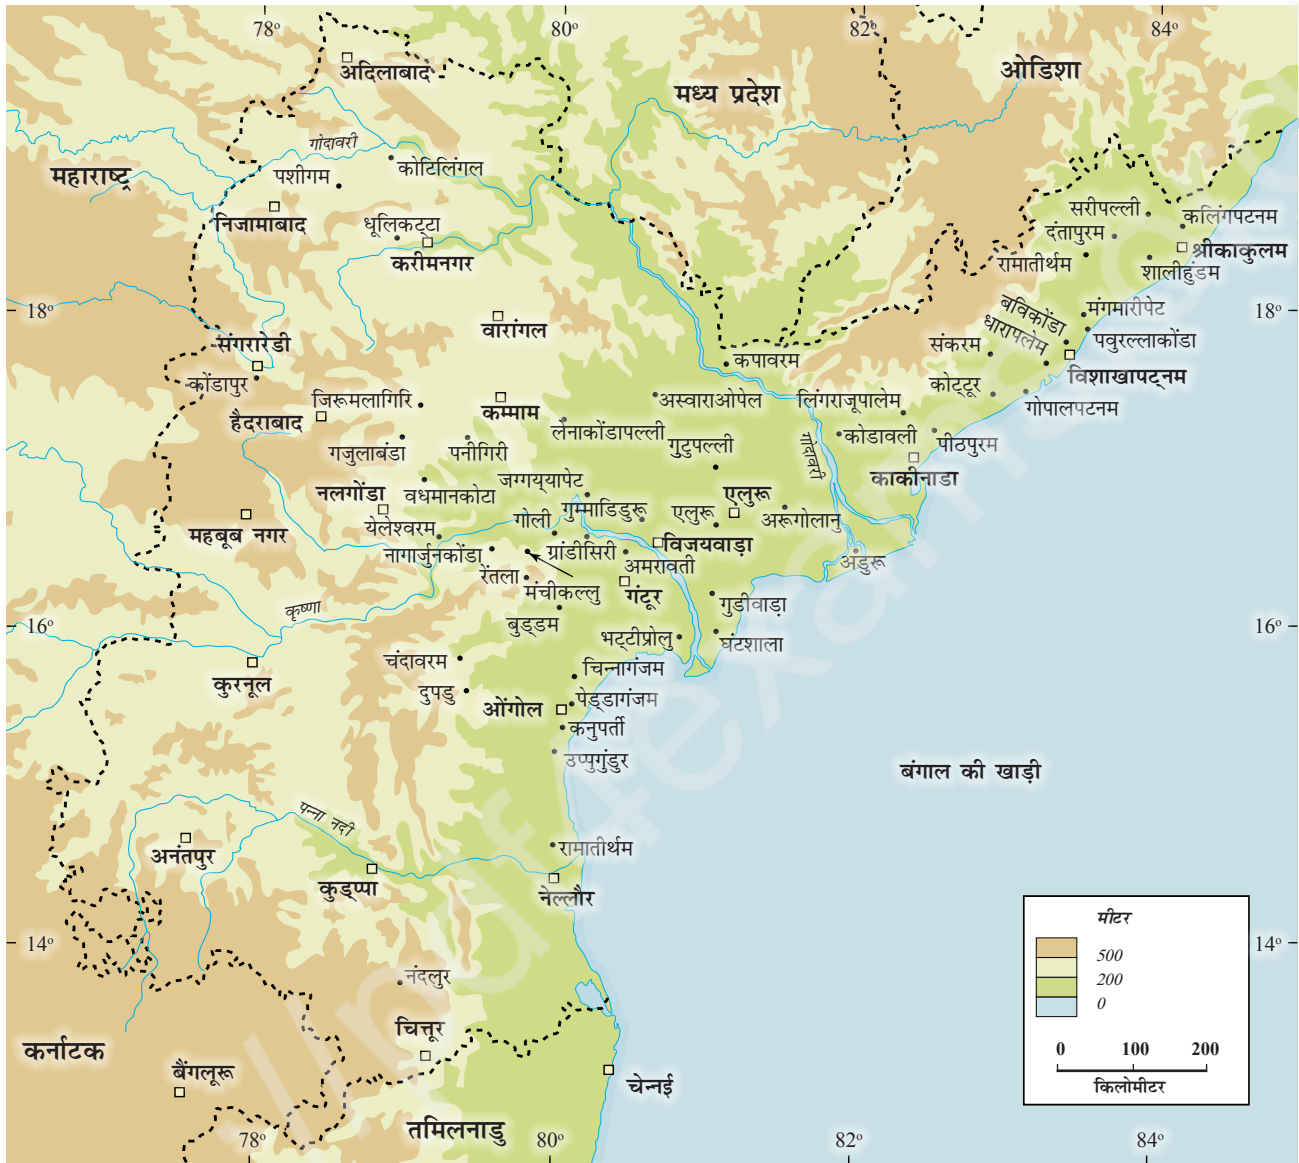 78°
80°
82°
84°
अदिलाबाद
मध्य प्रदेश
ओडिशा
गोदावरी
महाराष्ट्र
पशीगम
कोटिलिंगल
निजामाबाद
धूलिकट्टा
करीमनगर
सरीपल्ली
कलिंगपटनम
दंतापुरम
श्रीकाकुलम
रामातीर्थम
शालीहुंडम
18°
18°
वारांगल
बविकोंडा
मंगमारीपेट
धारापलेम
पवुरल्लाकोंडा
संगरारेडी
संकरम
कपावरम
विशाखापट्नम
कोंडापुर
कोट्टूर
गोपालपटनम
जिरूमलागिरि
कम्माम
अस्वाराओपेल
लिंगराजूपालेम
हैदराबाद
लेनाकोंडापल्ली
गोदावरी
कोडावली
पीठपुरम
गजुलाबंडा
पनीगिरी
गुटुपल्ली
काकीनाडा
नलगोंडा
वधमानकोटा
जग्गय्यापेट
एलुरू
महबूब नगर
येलेश्वरम
गोली
गुम्माडिडुरू
एलुरू
अरूगोलानु
नागार्जुनकोंडा
ग्रांडीसिरी
विजयवाड़ा
अमरावती
अडुरू
रेंतला
मंचीकल्लु
गंटूर
गुडीवाड़ा
कृष्णा
बुड्डम
16°
16°
भट्टीप्रोलु
घंटशाला
चंदावरम
चिन्नागंजम
कुरनूल
दुपडु
ओंगोल
पेड्डागंजम
कनुपर्ती
उप्पुगुंडुर
बंगाल की खाड़ी
पन्ना नदी
अनंतपुर
रामातीर्थम
कुड्प्पा
नेल्लौर
14°
14°
मीटर
500
200
0
नंदलुर
चित्तूर
कर्नाटक
बैंगलूरू
चेन्नई
0 100 200
किलोमीटर
तमिलनाडु
78°
80°
82°
84°